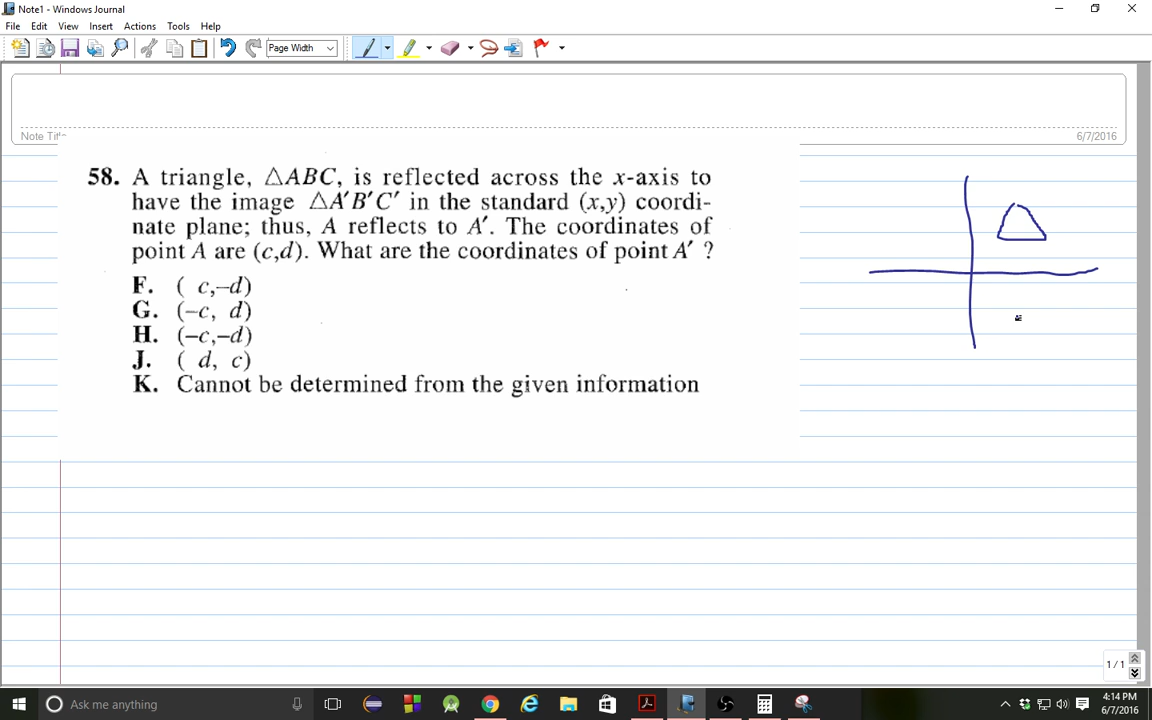 Note1 - Windows Journal
File Edit View Insert Actions Tools Help
Page Width
Note Title
6/7/2016
58. A triangle, △ABC, is reflected across the x-axis to
have the image △A′B′C′ in the standard (x,y) coordi-
nate plane; thus, A reflects to A′. The coordinates of
point A are (c,d). What are the coordinates of point A′ ?
F. ( c,–d)
G. (–c, d)
H. (–c,–d)
J. ( d, c)
K. Cannot be determined from the given information
1 / 1
Ask me anything
4:14 PM
6/7/2016